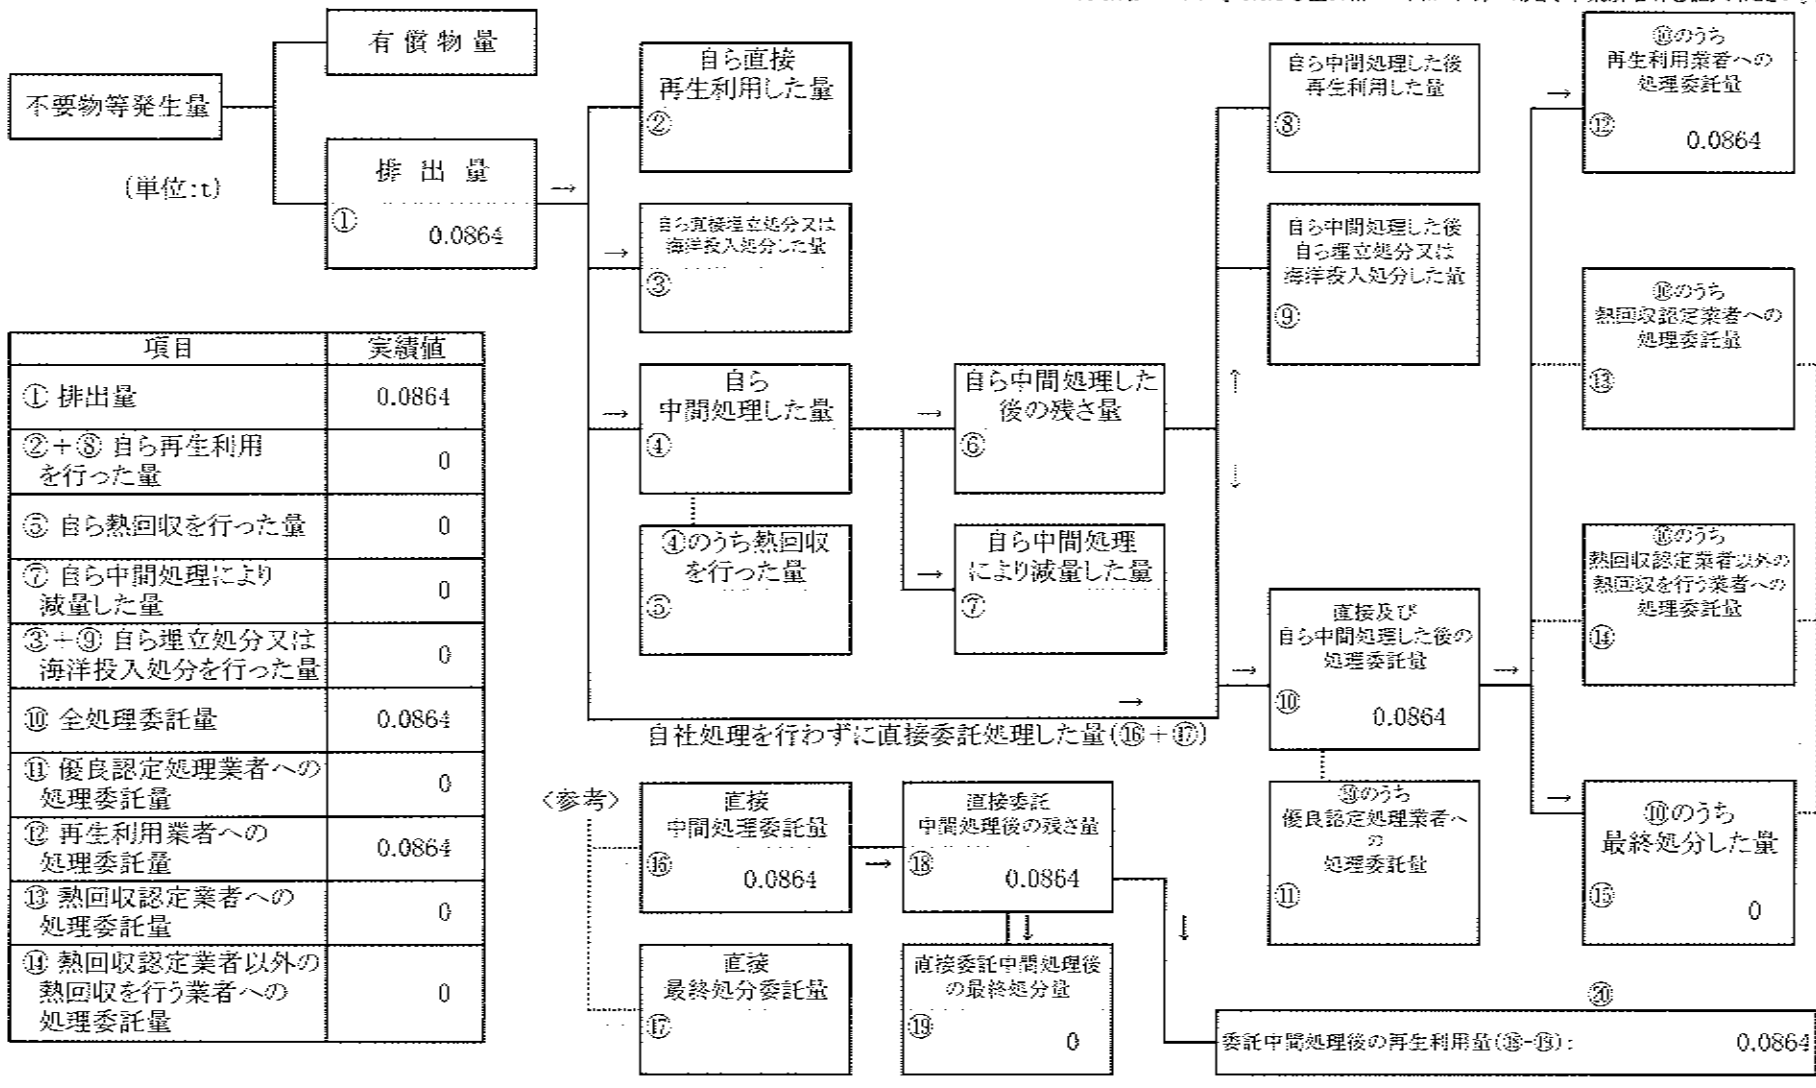 有償物量
不要物等発生量
(単位:t)
排出量
①
0.0864
→
自ら直接
再生利用した量
②
→
自ら直接埋立処分又は
海洋投入処分した量
③
→
自ら
中間処理した量
④
④のうち熱回収
を行った量
⑤
→
自ら中間処理した
後の残さ量
⑥
→
自ら中間処理
により減量した量
⑦
自ら中間処理した後
再生利用した量
⑧
自ら中間処理した後
自ら埋立処分又は
海洋投入処分した量
⑨
↑
↓
→
自社処理を行わずに直接委託処理した量(⑯+⑰)
→
直接及び
自ら中間処理した後の
処理委託量
⑩
0.0864
のうち
優良認定処理業者へ
の
処理委託量
⑪
→
→
⑩のうち
再生利用業者への
処理委託量
⑫
0.0864
のうち
熱回収認定業者への
処理委託量
⑬
のうち
熱回収認定業者以外の
熱回収を行う業者への
処理委託量
⑭
→
⑩のうち
最終処分した量
⑮
0
項目 実績値
① 排出量 0.0864
②+⑧ 自ら再生利用
を行った量 0
⑤ 自ら熱回収を行った量 0
⑦ 自ら中間処理により
減量した量 0
③+⑨ 自ら埋立処分又は
海洋投入処分を行った量 0
⑩ 全処理委託量 0.0864
⑪ 優良認定処理業者への
処理委託量 0
⑫ 再生利用業者への
処理委託量 0.0864
⑬ 熱回収認定業者への
処理委託量 0
⑭ 熱回収認定業者以外の
熱回収を行う業者への
処理委託量 0
〈参考〉
直接
中間処理委託量
⑯
0.0864
→
直接委託
中間処理後の残さ量
⑱
0.0864
↓
↓
直接
最終処分委託量
⑰
直接委託中間処理後
の最終処分量
⑲
0
⑳
委託中間処理後の再生利用量(⑱-⑲): 0.0864